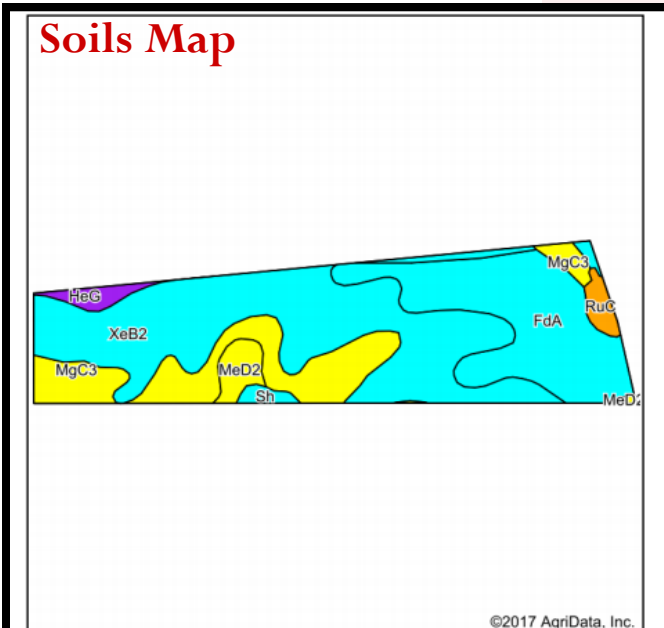 Soils Map
MgC3
HeG
RuC
FdA
XeB2
MgC3
MeD2
Sh
MeD2
©2017 AgriData, Inc.